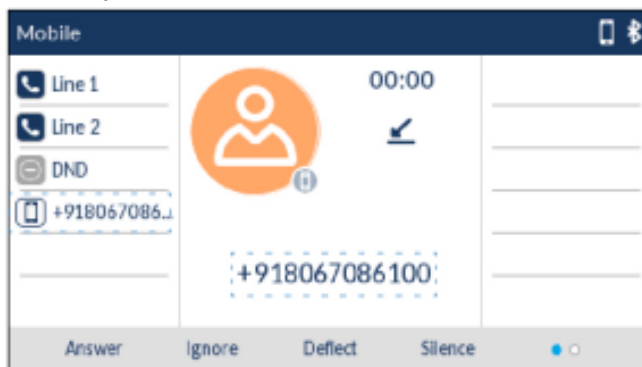 Mobile
Line 1
Line 2
DND
+918067086...
00:00
+918067086100
Answer Ignore Deflect Silence